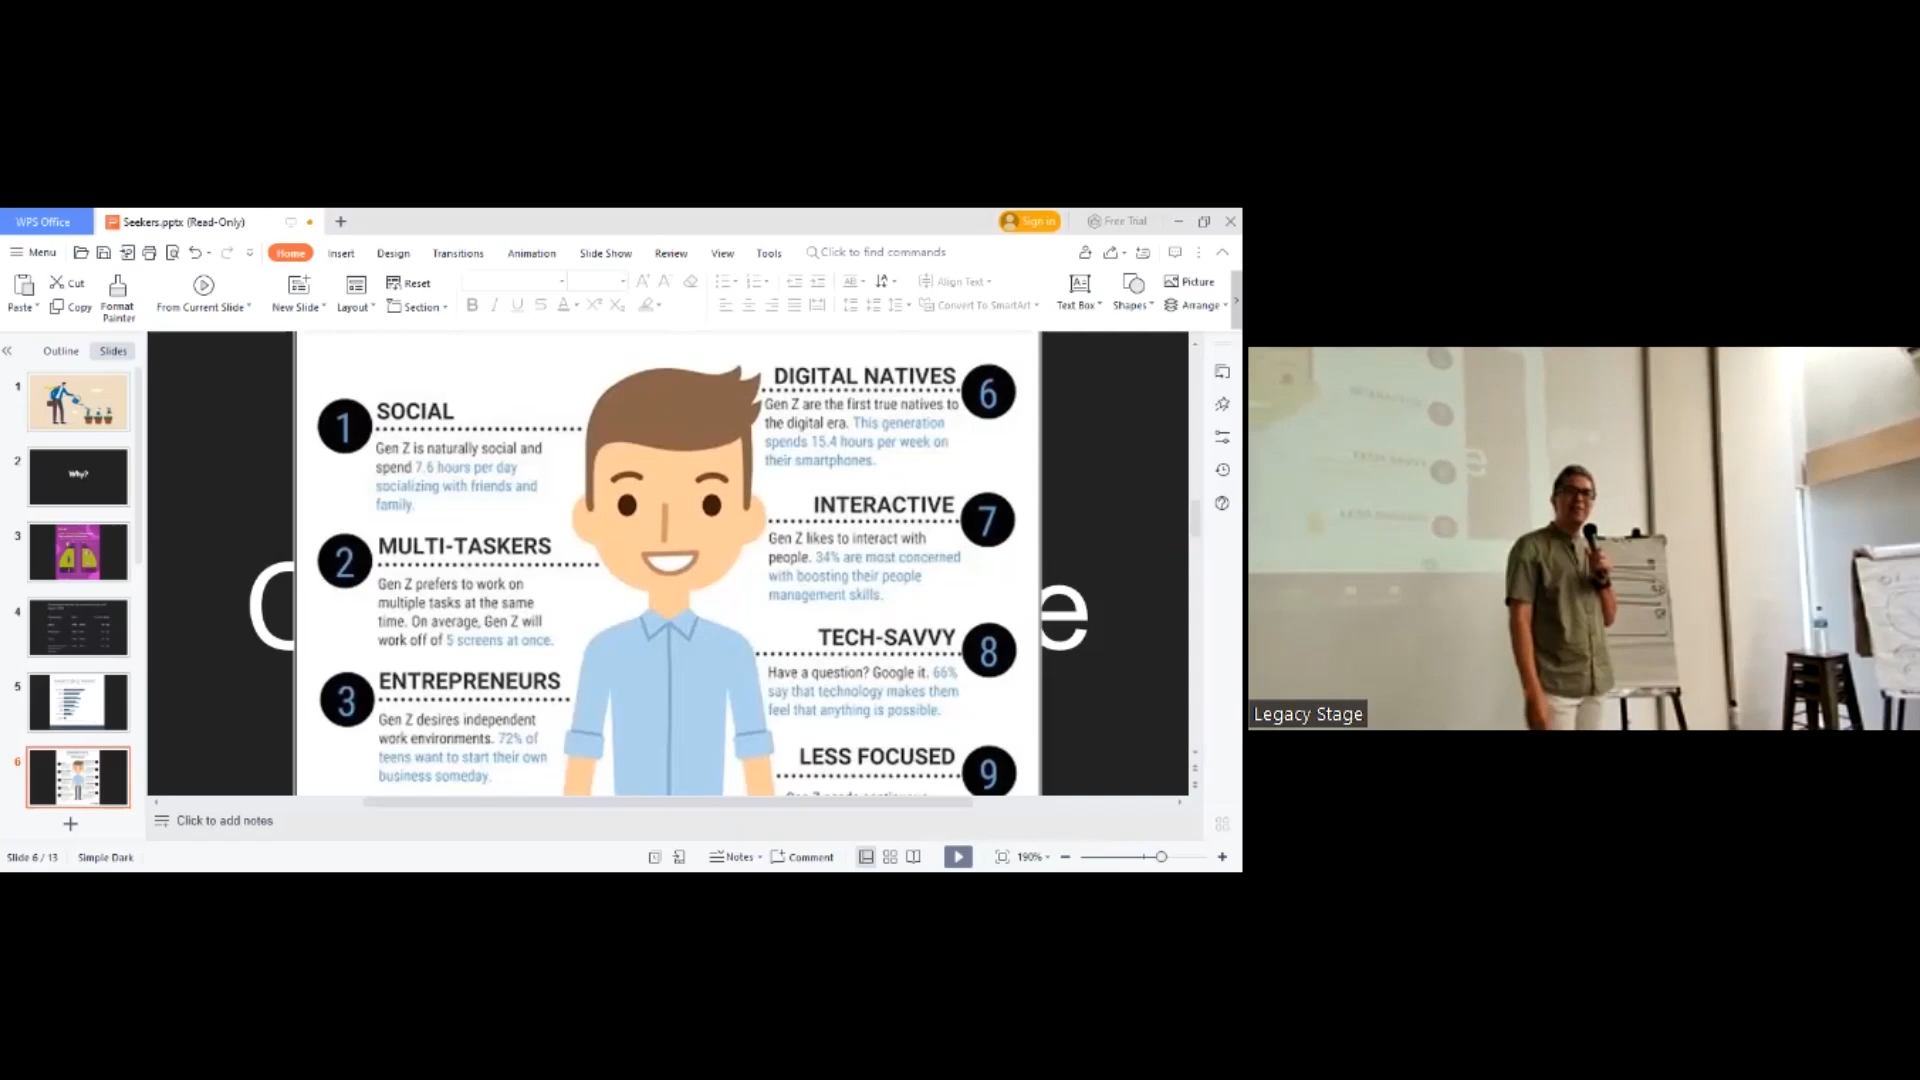 WPS Office
Seekers.pptx (Read-Only)
Sign in
Free Trial
Menu
Home
Insert
Design
Transitions
Animation
Slide Show
Review
View
Tools
Click to find commands
Paste
Cut
Copy
Format
Painter
From Current Slide
New Slide
Layout
Reset
Section
B I U S A X² X₂
Align Text
Convert To SmartArt
Text Box
Shapes
Picture
Arrange
Outline
Slides
1
2
Why?
3
4
5
6
1
SOCIAL
Gen Z is naturally social and
spend 7.6 hours per day
socializing with friends and
family.
2
MULTI-TASKERS
Gen Z prefers to work on
multiple tasks at the same
time. On average, Gen Z will
work off of 5 screens at once.
3
ENTREPRENEURS
Gen Z desires independent
work environments. 72% of
teens want to start their own
business someday.
DIGITAL NATIVES
6
Gen Z are the first true natives to
the digital era. This generation
spends 15.4 hours per week on
their smartphones.
INTERACTIVE
7
Gen Z likes to interact with
people. 34% are most concerned
with boosting their people
management skills.
TECH-SAVVY
8
Have a question? Google it. 66%
say that technology makes them
feel that anything is possible.
LESS FOCUSED
9
e
Click to add notes
Slide 6 / 13
Simple Dark
Notes
Comment
190%
Legacy Stage